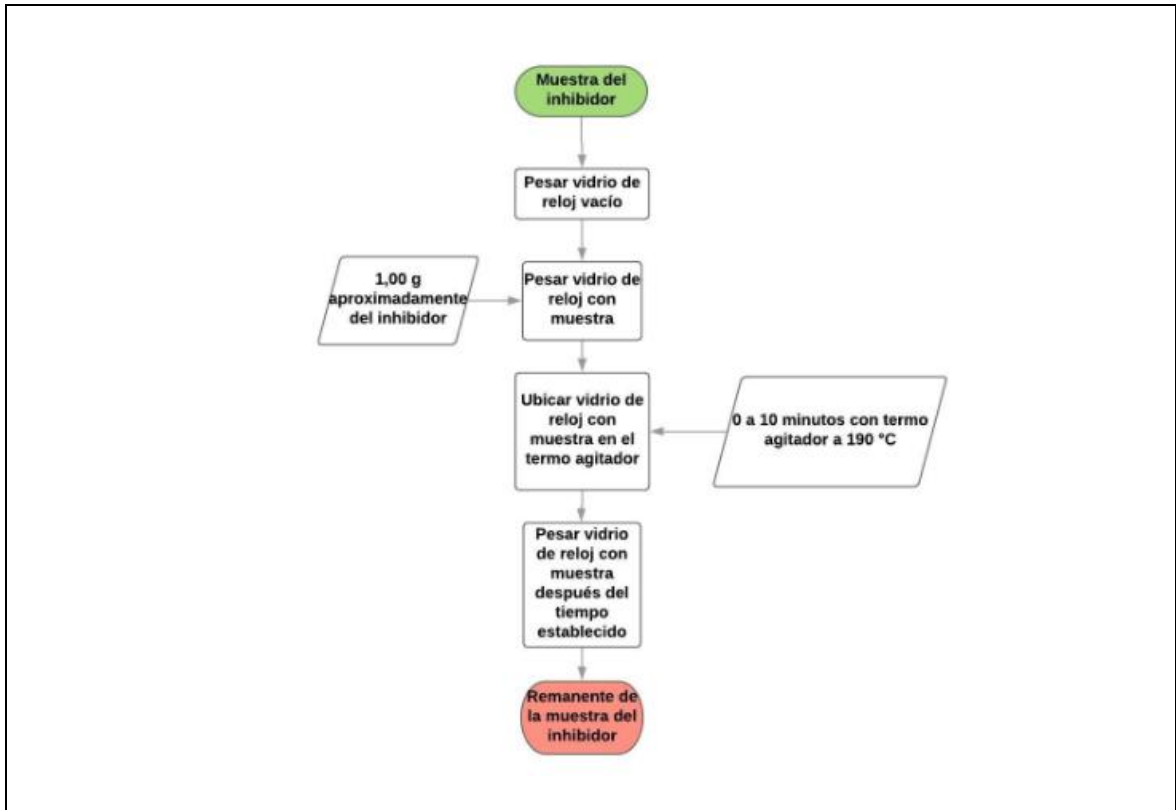 Muestra del
inhibidor
Pesar vidrio de
reloj vacío
1,00 g
aproximadamente
del inhibidor
Pesar vidrio de
reloj con
muestra
Ubicar vidrio de
reloj con
muestra en el
termo agitador
0 a 10 minutos con termo
agitador a 190 °C
Pesar vidrio
de reloj con
muestra
después del
tiempo
establecido
Remanente de
la muestra del
inhibidor